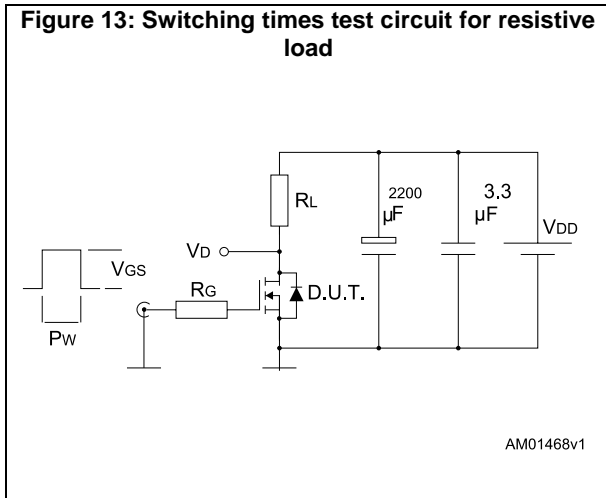 Figure 13: Switching times test circuit for resistive
load
RL
2200
µF
3.3
µF
VDD
VD
VGS
RG
D.U.T.
PW
AM01468v1